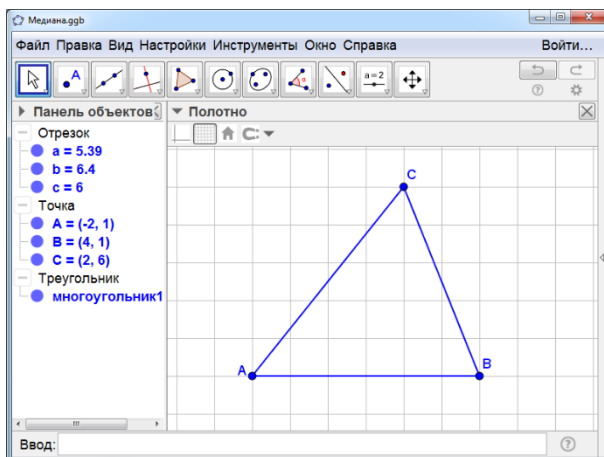 Медиана.ggb
Файл Правка Вид Настройки Инструменты Окно Справка Войти...
A
a=2
Панель объектов
Полотно
Отрезок
a = 5.39
b = 6.4
c = 6
Точка
A = (-2, 1)
B = (4, 1)
C = (2, 6)
Треугольник
многоугольник1
C
A
B
Ввод: